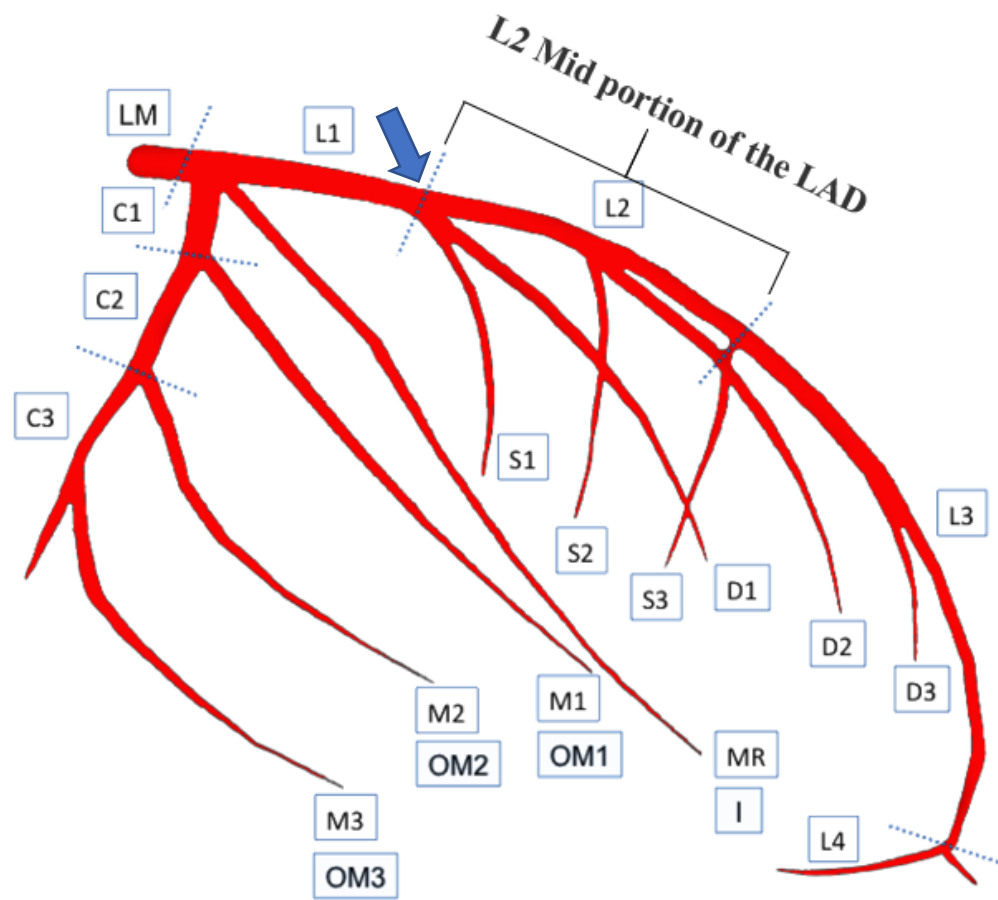 L2 Mid portion of the LAD
LM
L1
C1
L2
C2
C3
S1
L3
S2
S3
D1
D2
D3
M2
M1
OM2
OM1
MR
I
M3
L4
OM3